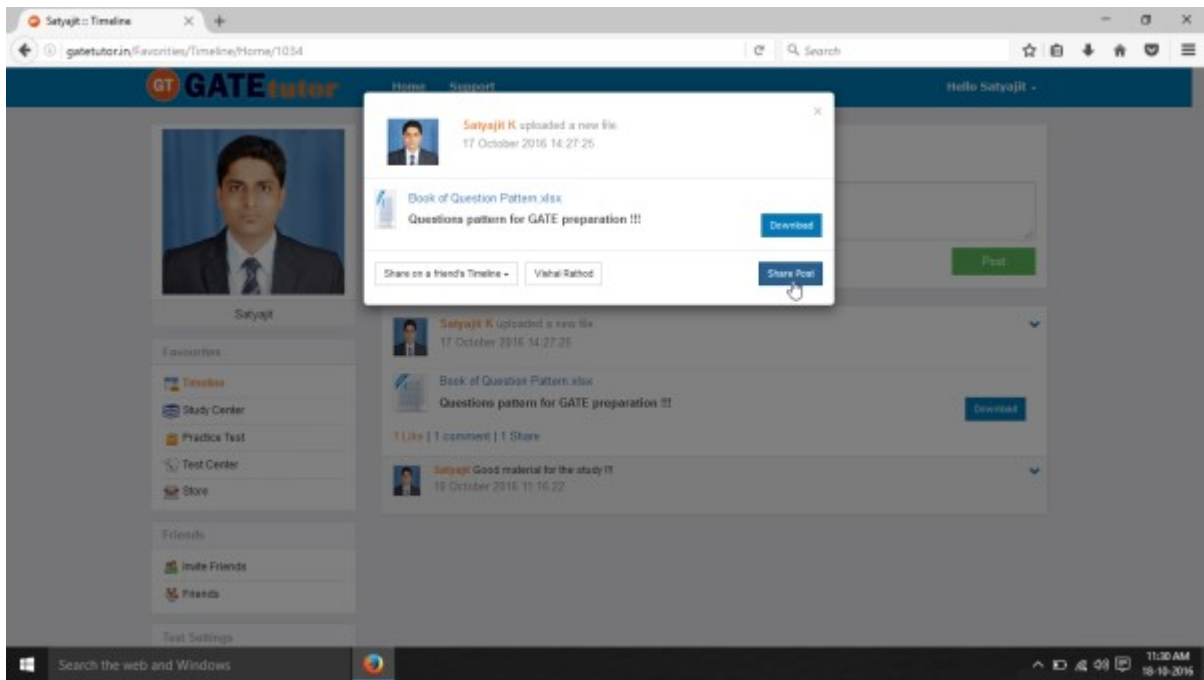 Satyajit :: Timeline
gatetutor.in/Favorities/Timeline/Home/1034
Search
GT GATEtutor
Home Support
Hello Satyajit
Satyajit K uploaded a new file.
17 October 2016 14:27:25
Book of Question Pattern.xlsx
Questions pattern for GATE preparation !!!
Download
Share on a friend's Timeline
Vishal Rathod
Share Post
Post
Satyajit
Favourites
Timeline
Study Center
Practice Test
Test Center
Store
Friends
Invite Friends
Friends
Test Settings
Satyajit K uploaded a new file.
17 October 2016 14:27:25
Book of Question Pattern.xlsx
Questions pattern for GATE preparation !!!
Download
1 Like | 1 comment | 1 Share
Satyajit Good material for the study !!!
18 October 2016 11:16:22
Search the web and Windows
11:30 AM
18-10-2016